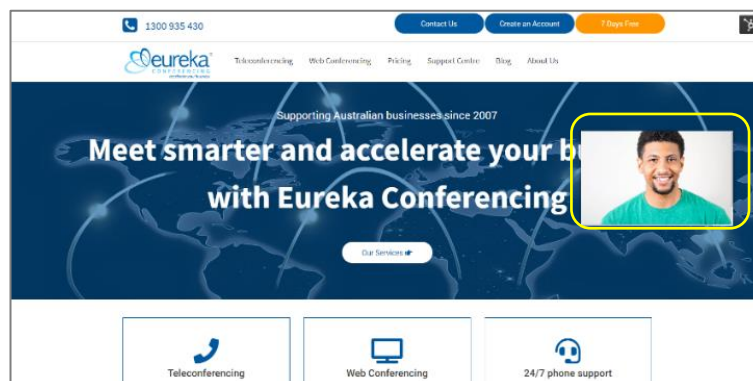 1300 935 430
Contact Us
Create an Account
7 Days Free
eureka
CONFERENCING
Teleconferencing
Web Conferencing
Pricing
Support Centre
Blog
About Us
Supporting Australian businesses since 2007
Meet smarter and accelerate your bu
with Eureka Conferencing
Our Services
Teleconferencing
Web Conferencing
24/7 phone support